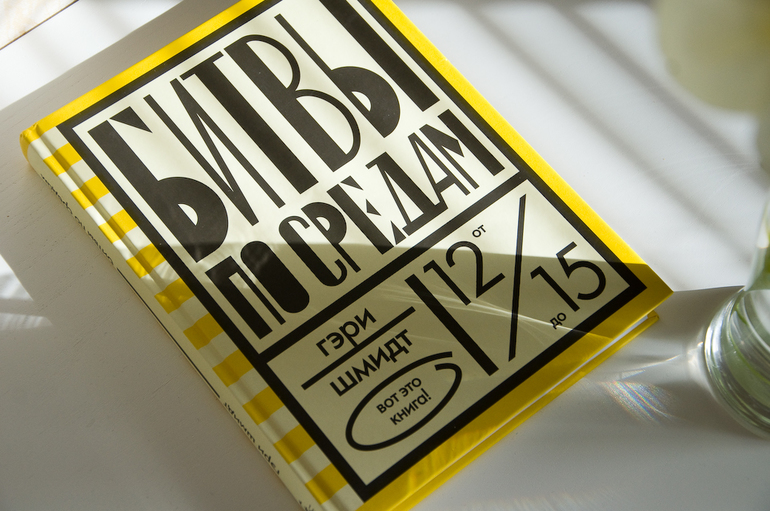 БИТВЫ
ПО СРЕДАМ
ГЭРИ
ШМИДТ
ВОТ ЭТО
КНИГА!
ОТ
12/15
ДО